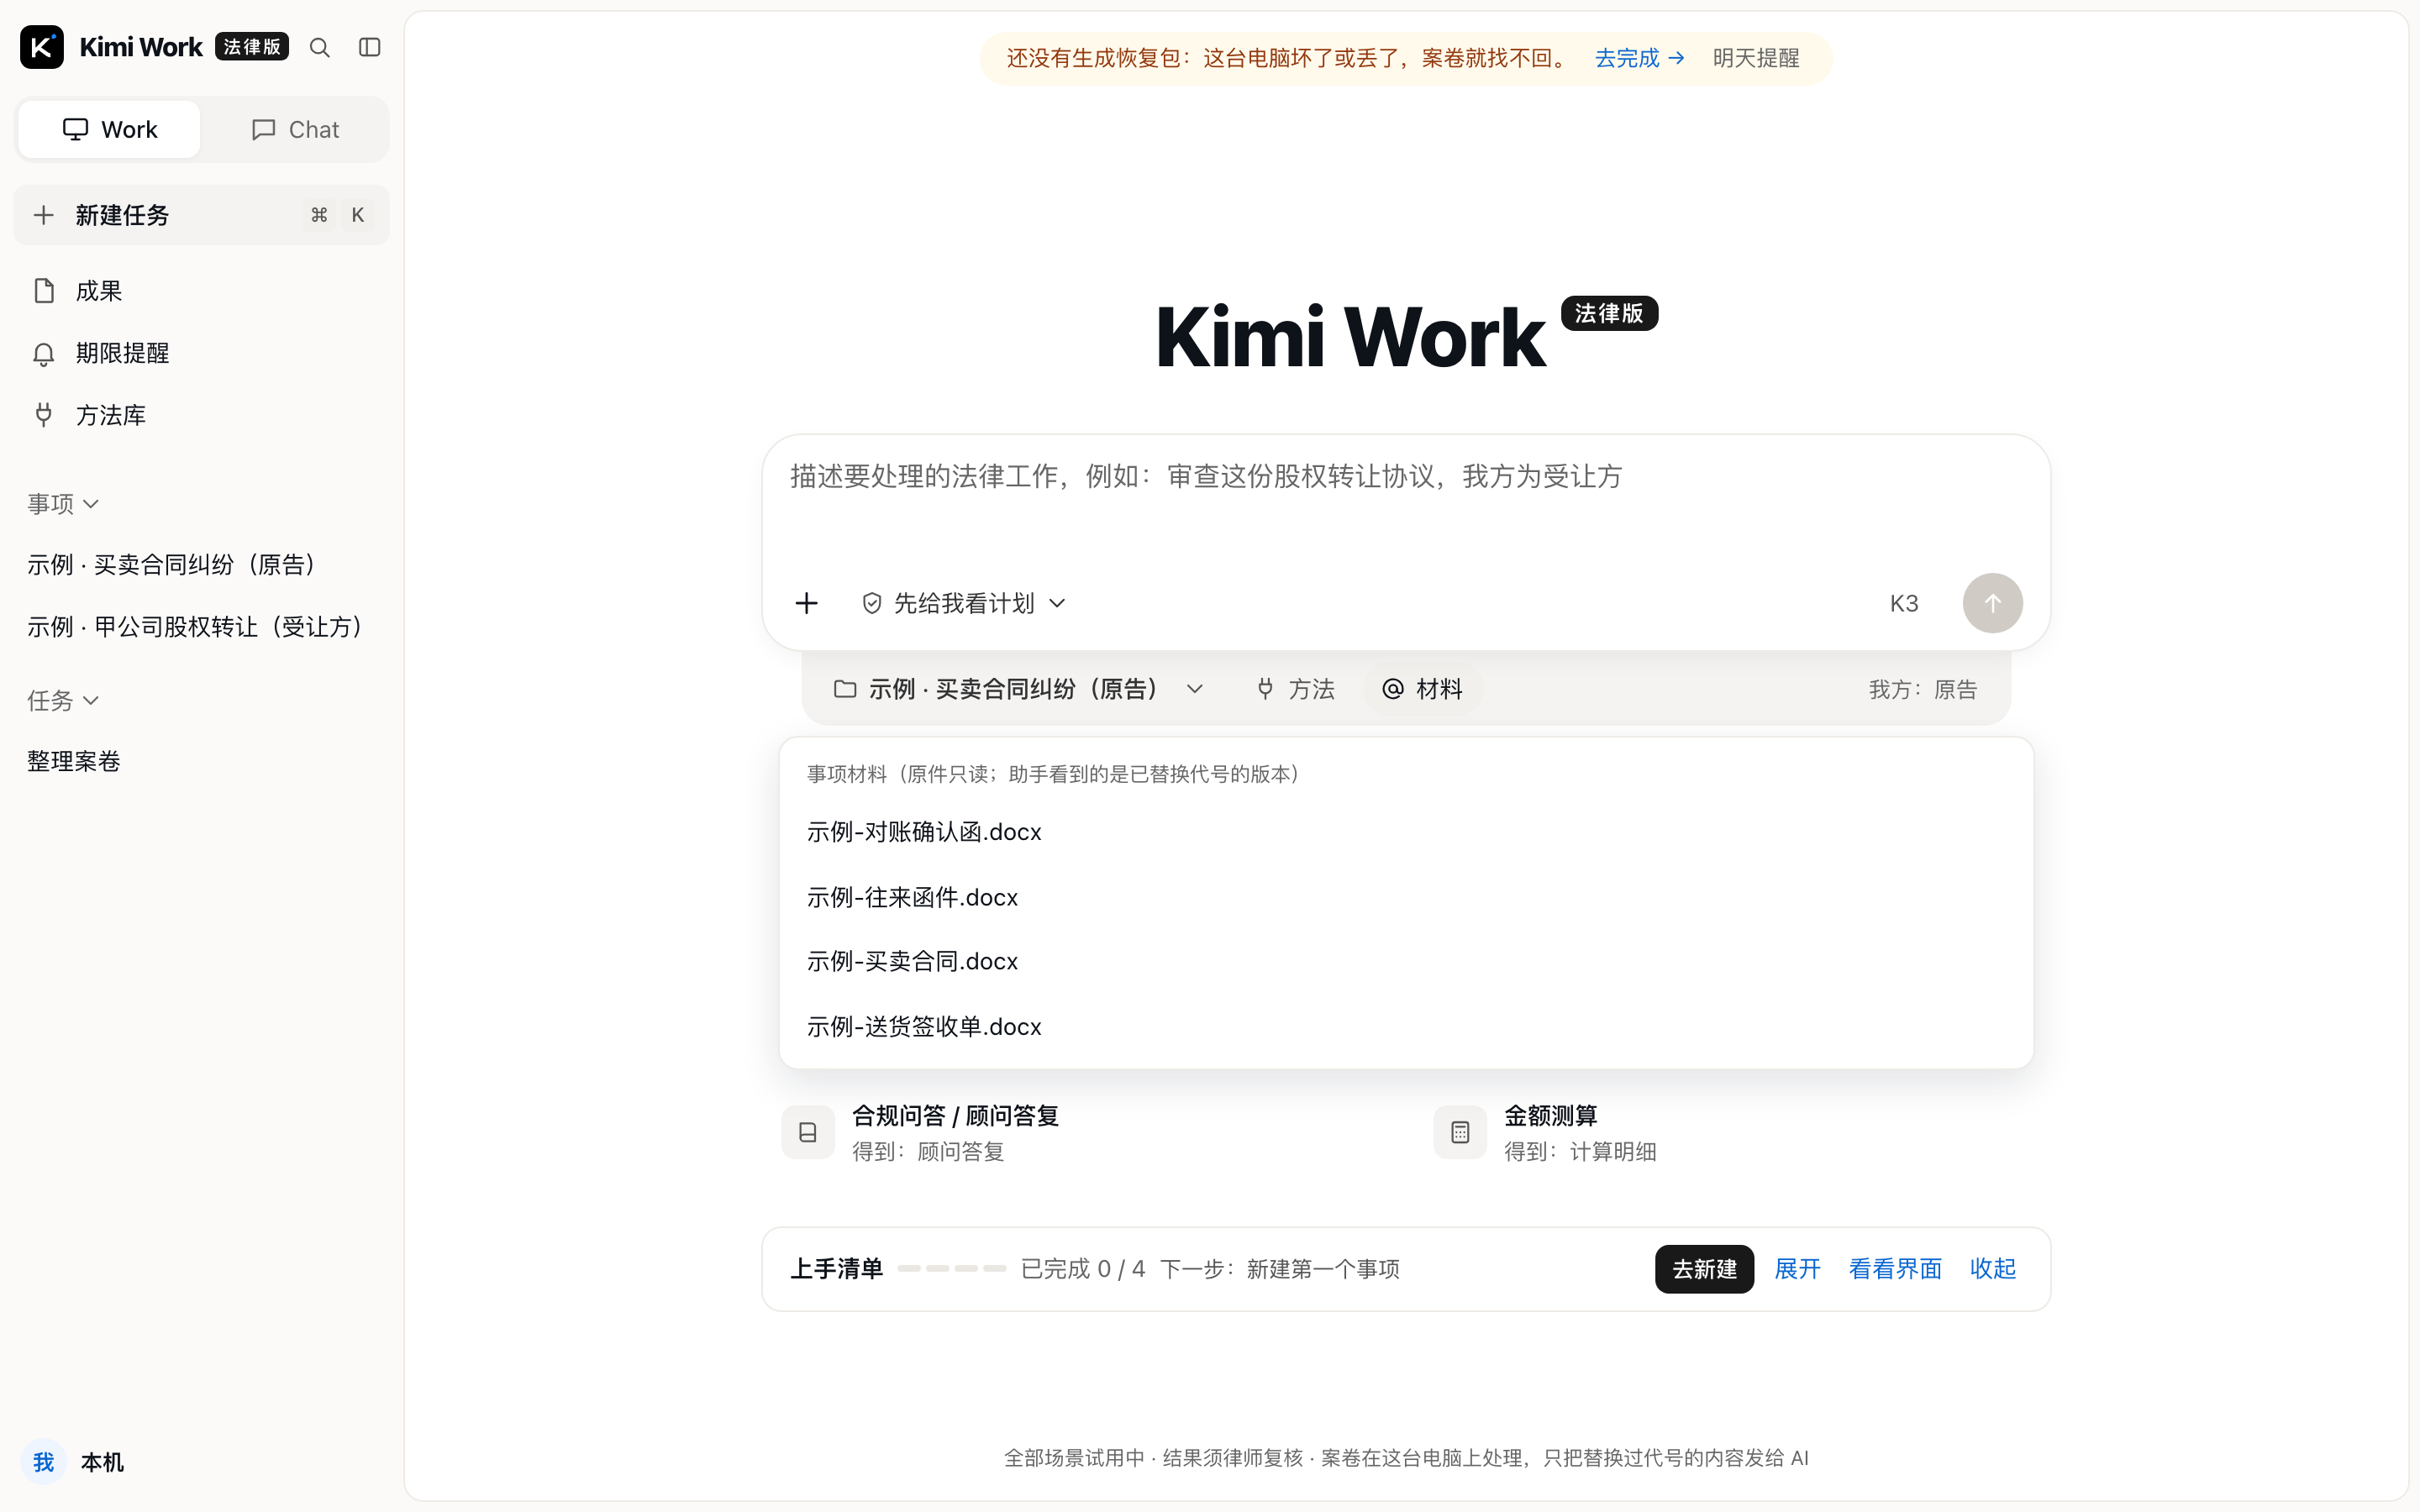 Kimi Work 法律版
Work
Chat
新建任务 ⌘ K
成果
期限提醒
方法库
事项
示例 · 买卖合同纠纷（原告）
示例 · 甲公司股权转让（受让方）
任务
整理案卷
我 本机
还没有生成恢复包：这台电脑坏了或丢了，案卷就找不回。 去完成 → 明天提醒
Kimi Work 法律版
描述要处理的法律工作，例如：审查这份股权转让协议，我方为受让方
先给我看计划
K3
示例 · 买卖合同纠纷（原告） 方法 @ 材料 我方：原告
事项材料（原件只读；助手看到的是已替换代号的版本）
示例-对账确认函.docx
示例-往来函件.docx
示例-买卖合同.docx
示例-送货签收单.docx
合规问答 / 顾问答复
得到：顾问答复
金额测算
得到：计算明细
上手清单 已完成 0 / 4 下一步：新建第一个事项 去新建 展开 看看界面 收起
全部场景试用中 · 结果须律师复核 · 案卷在这台电脑上处理，只把替换过代号的内容发给 AI